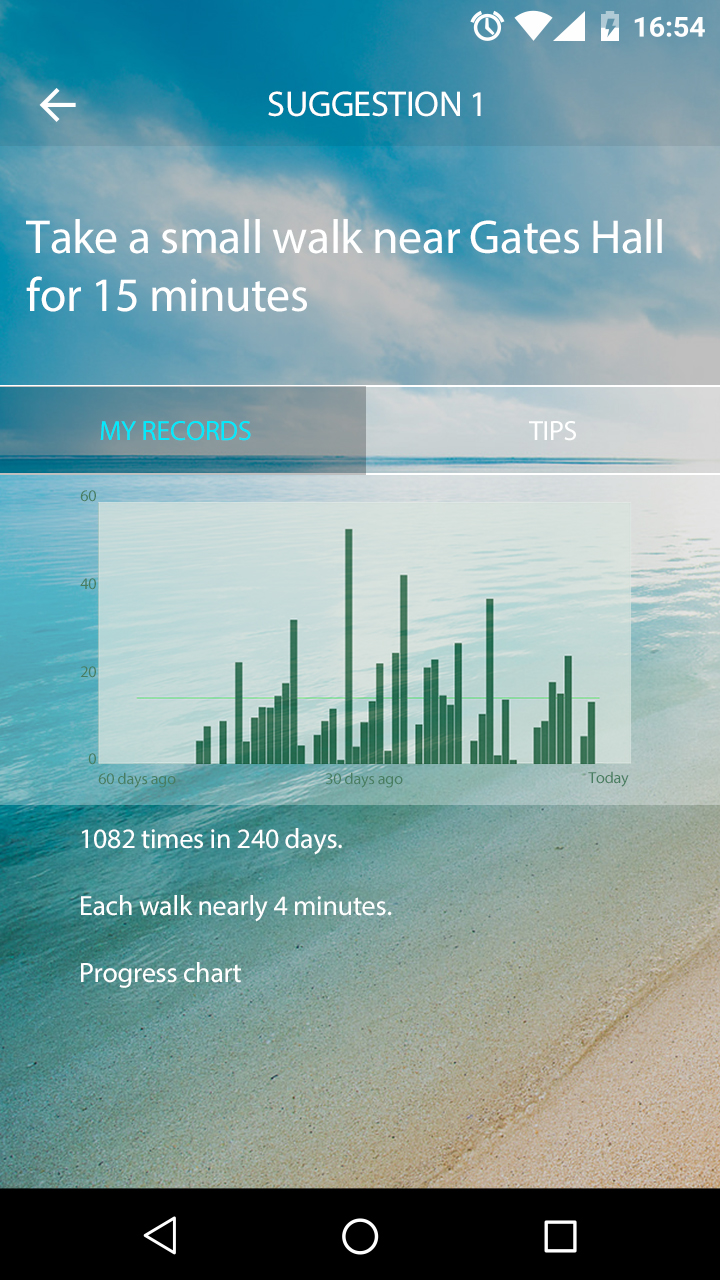 16:54
SUGGESTION 1
Take a small walk near Gates Hall
for 15 minutes
MY RECORDS
TIPS
60
40
20
0
60 days ago
30 days ago
Today
1082 times in 240 days.
Each walk nearly 4 minutes.
Progress chart